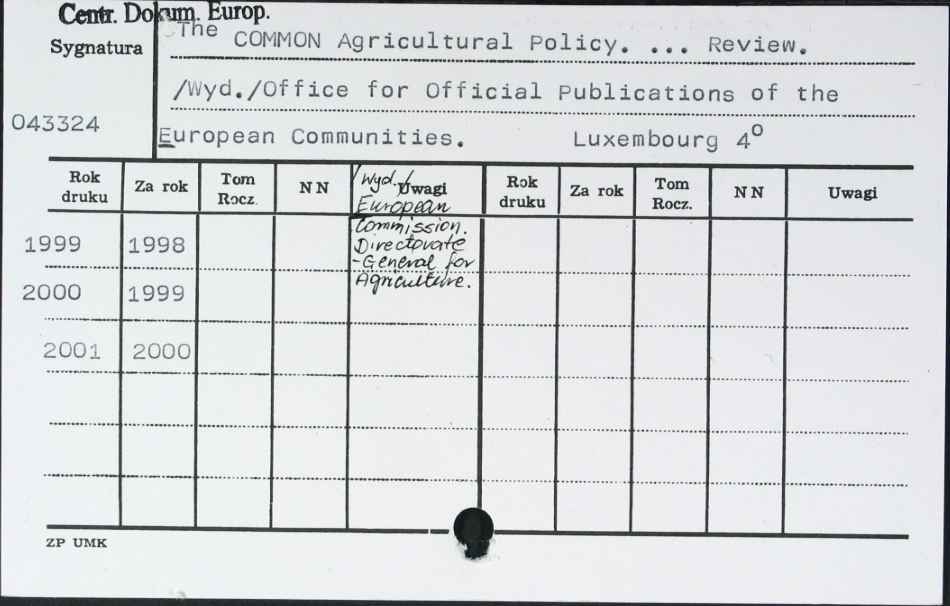 Centr. Dokum. Europ.
Sygnatura
The COMMON Agricultural Policy. ... Review.
/Wyd./Office for Official Publications of the
043324
European Communities. Luxembourg 4°
Rok druku Za rok Tom Rocz. NN Uwagi Rok druku Za rok Tom Rocz. NN Uwagi
/Wyd./
European
Commission.
Directorate
-General for
Agriculture.
1999 1998
2000 1999
2001 2000
ZP UMK